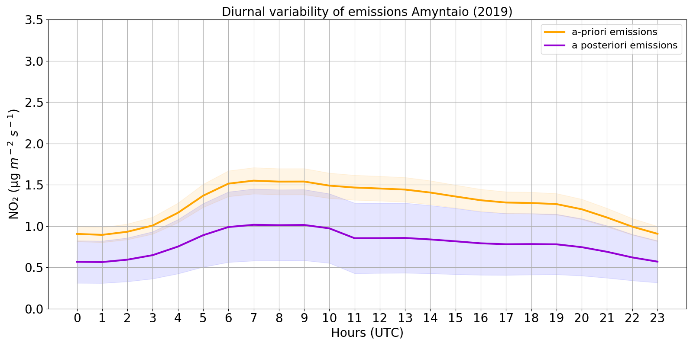 Diurnal variability of emissions Amyntaio (2019)
a-priori emissions
a posteriori emissions
NO₂ (μg m⁻² s⁻¹)
3.5
3.0
2.5
2.0
1.5
1.0
0.5
0.0
0 1 2 3 4 5 6 7 8 9 10 11 12 13 14 15 16 17 18 19 20 21 22 23
Hours (UTC)